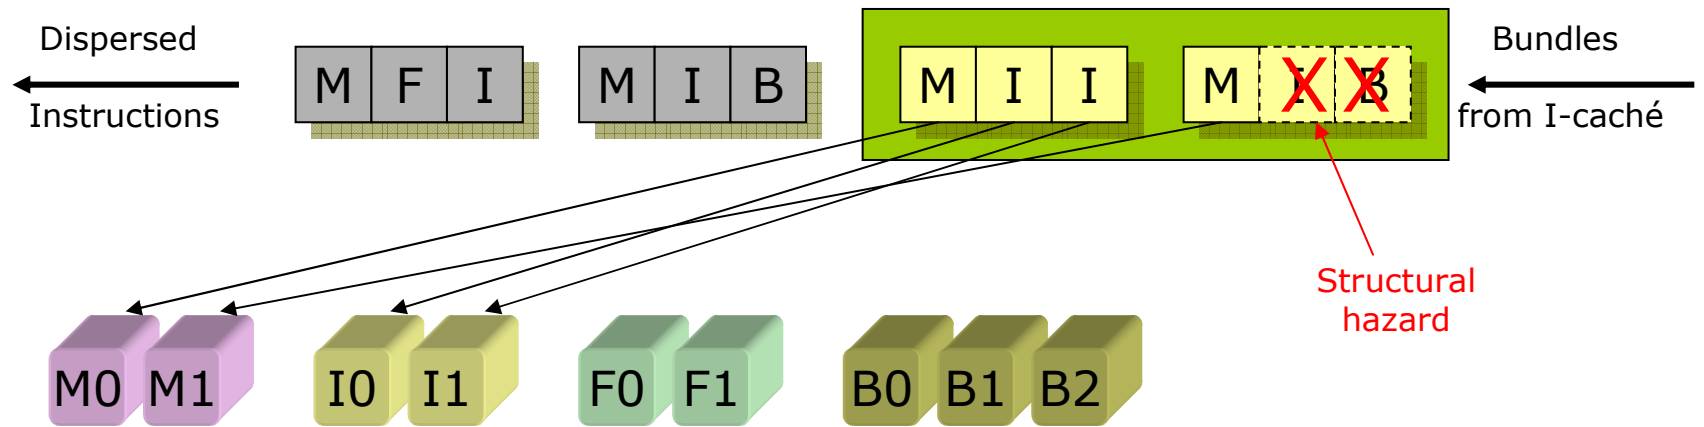 Dispersed
Instructions
M F I
M I B
M I I
M I B
X X
Bundles
from I-caché
Structural
hazard
M0 M1
I0 I1
F0 F1
B0 B1 B2